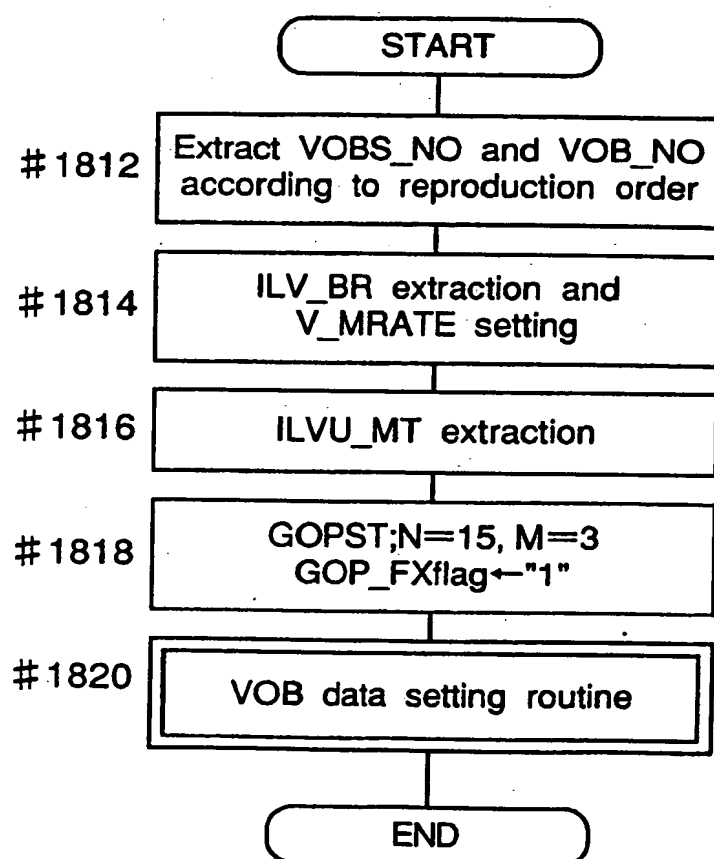 START
#1812
Extract VOBS_NO and VOB_NO
according to reproduction order
#1814
ILV_BR extraction and
V_MRATE setting
#1816
ILVU_MT extraction
#1818
GOPST;N=15, M=3
GOP_FXflag←"1"
#1820
VOB data setting routine
END